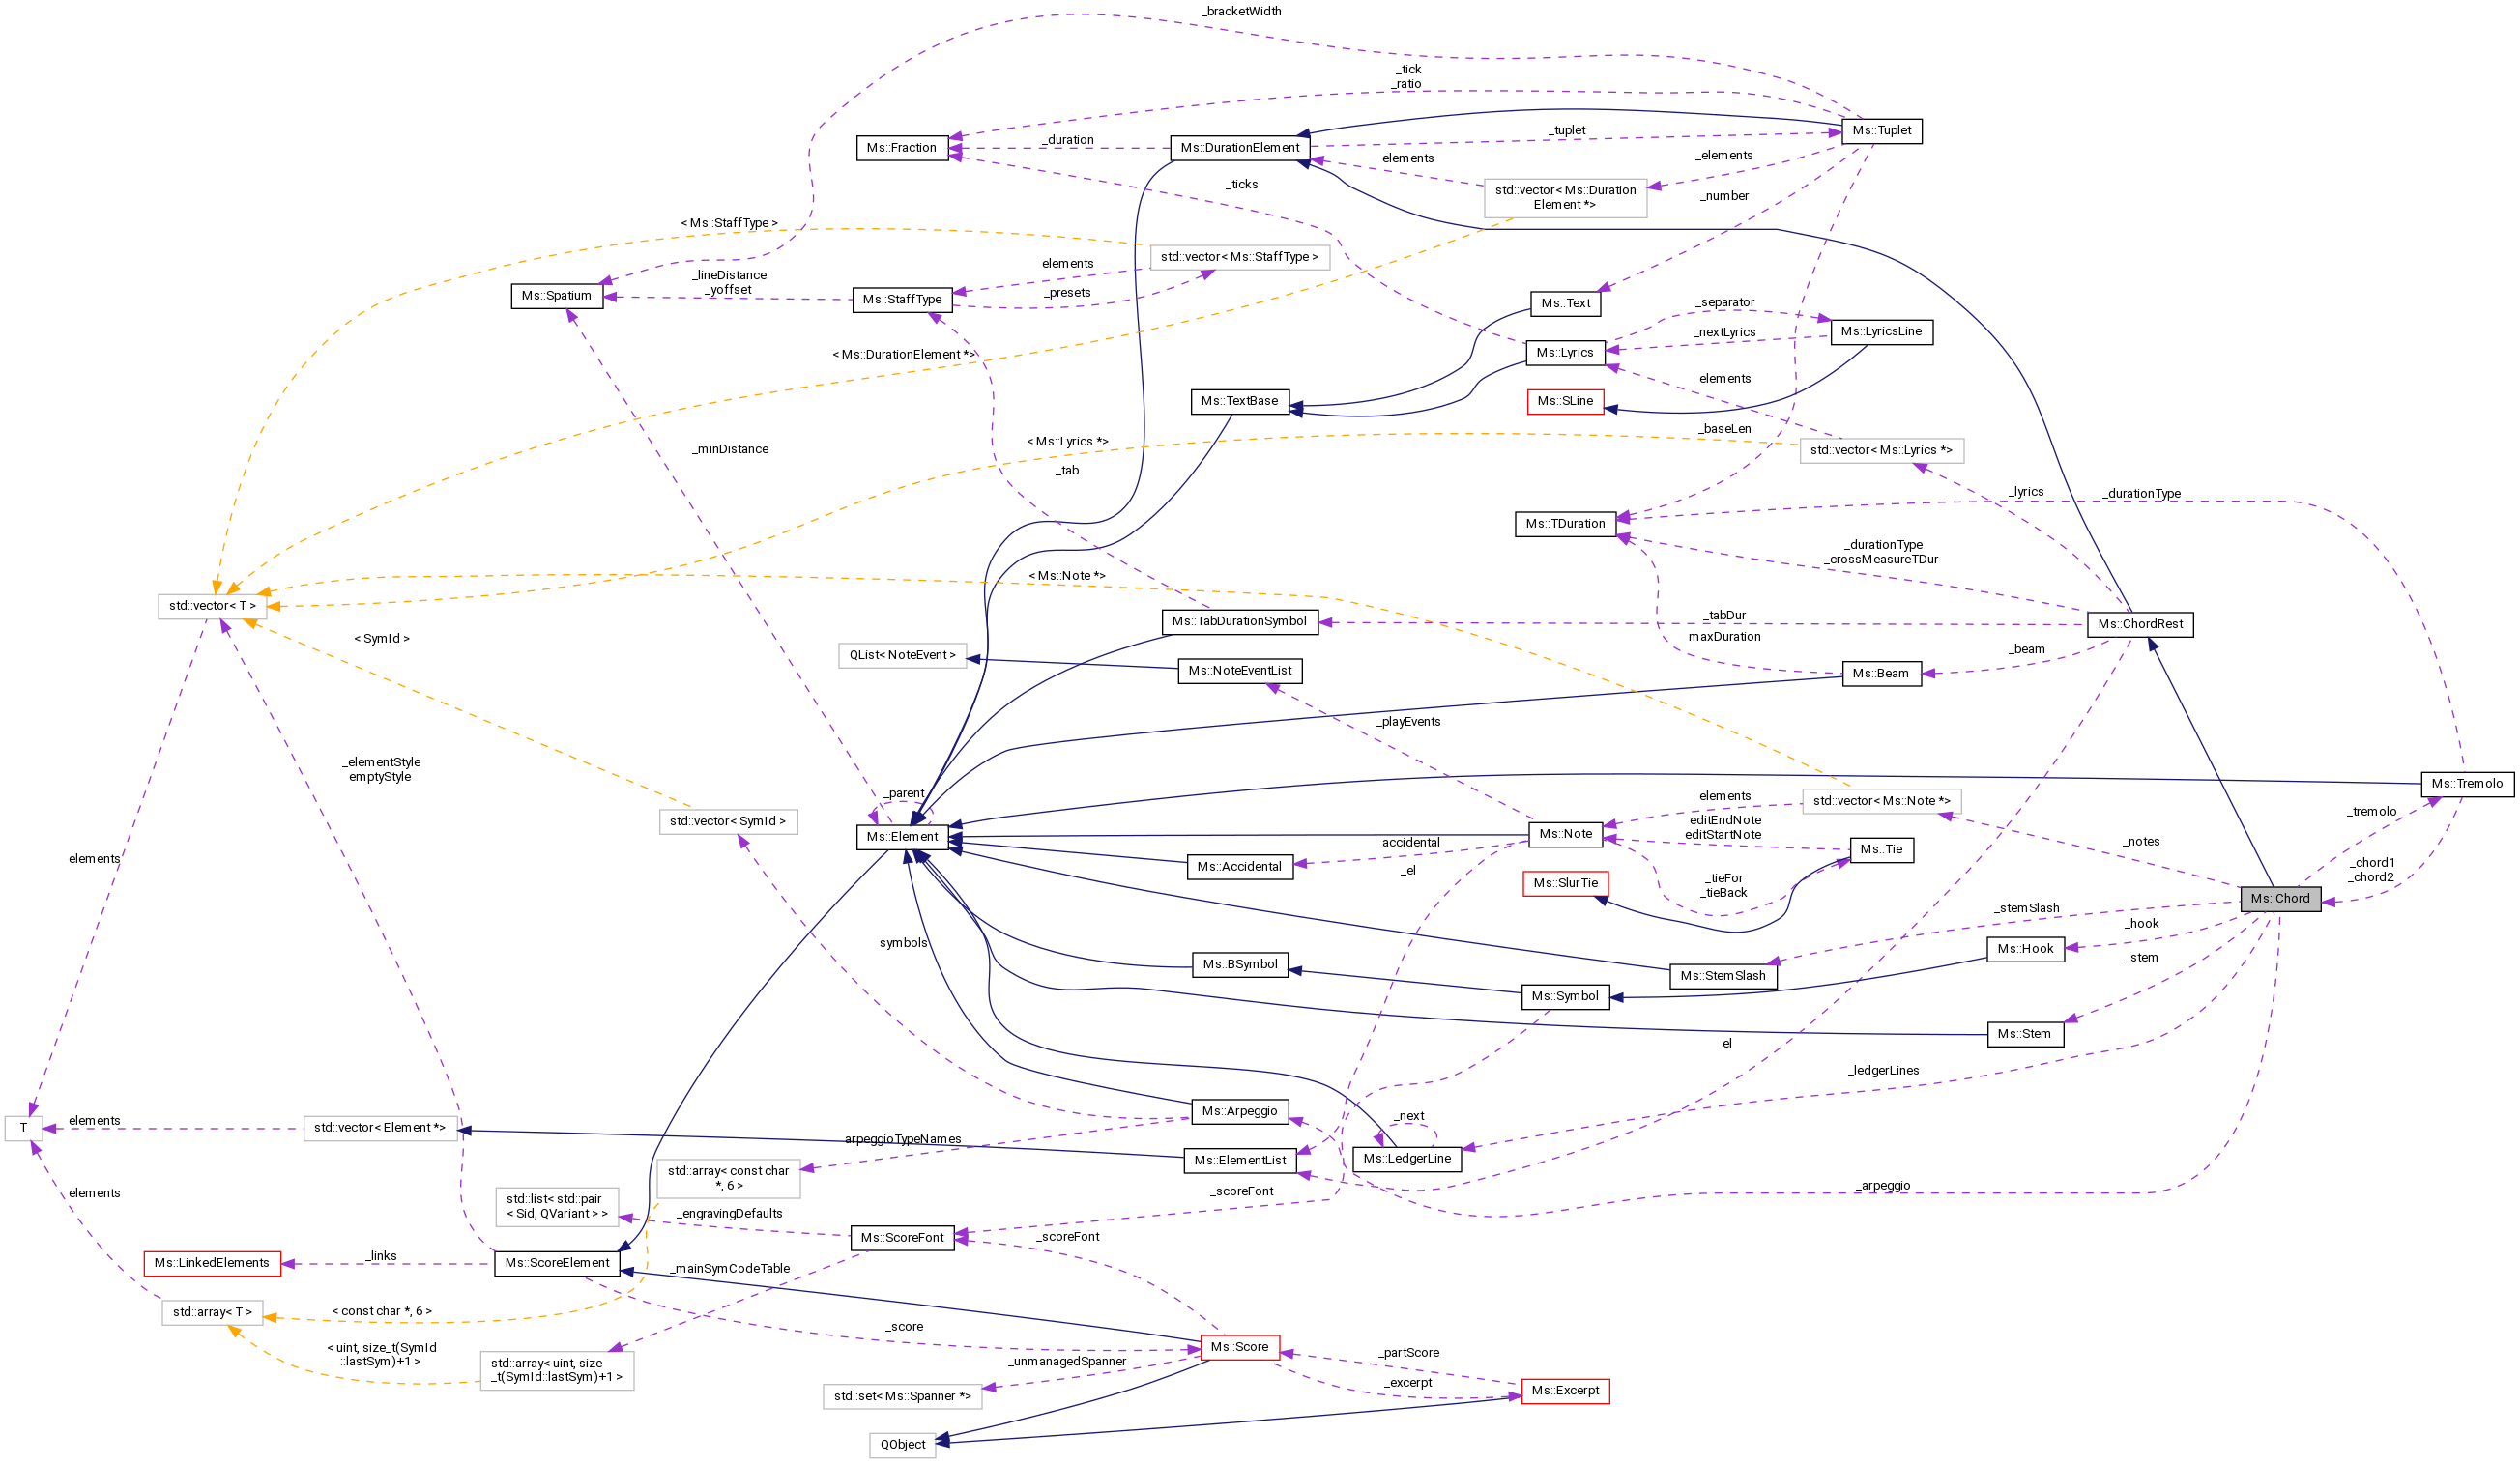 _bracketWidth
_tick
_ratio
Ms::Tuplet
Ms::Fraction
_duration
Ms::DurationElement
_tuplet
elements
_elements
_ticks
std::vector< Ms::Duration
Element *>
_number
< Ms::StaffType >
std::vector< Ms::StaffType >
elements
_lineDistance
_yoffset
Ms::Spatium
Ms::StaffType
_presets
Ms::Text
_separator
Ms::LyricsLine
_nextLyrics
< Ms::DurationElement *>
Ms::Lyrics
elements
Ms::TextBase
Ms::SLine
_baseLen
< Ms::Lyrics *>
_minDistance
_tab
std::vector< Ms::Lyrics *>
_lyrics
_durationType
Ms::TDuration
_durationType
_crossMeasureTDur
< Ms::Note *>
std::vector< T >
_tabDur
Ms::TabDurationSymbol
Ms::ChordRest
< SymId >
maxDuration
QList< NoteEvent >
Ms::NoteEventList
_beam
Ms::Beam
_playEvents
_elementStyle
emptyStyle
_parent
Ms::Tremolo
elements
std::vector< Ms::Note *>
_tremolo
std::vector< SymId >
editEndNote
editStartNote
Ms::Element
Ms::Note
_accidental
_notes
Ms::Tie
elements
Ms::Accidental
_el
_chord1
_chord2
Ms::SlurTie
_tieFor
_tieBack
Ms::Chord
_stemSlash
_hook
symbols
Ms::Hook
Ms::BSymbol
_stem
Ms::StemSlash
Ms::Symbol
Ms::Stem
_el
_ledgerLines
Ms::Arpeggio
_next
elements
T
std::vector< Element *>
arpeggioTypeNames
Ms::LedgerLine
Ms::ElementList
std::array< const char
*, 6 >
elements
std::list< std::pair
< Sid, QVariant > >
_scoreFont
_arpeggio
_engravingDefaults
Ms::ScoreFont
_scoreFont
_links
Ms::LinkedElements
Ms::ScoreElement
_mainSymCodeTable
std::array< T >
< const char *, 6 >
_score
< uint, size_t(SymId
::lastSym)+1 >
Ms::Score
_partScore
_unmanagedSpanner
std::array< uint, size
_t(SymId::lastSym)+1 >
_excerpt
std::set< Ms::Spanner *>
Ms::Excerpt
QObject